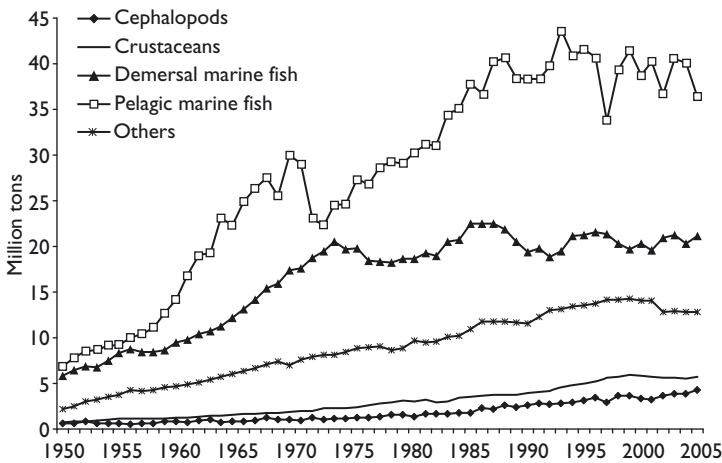 45
40
35
30
25
20
15
10
5
0
Million tons
Cephalopods
Crustaceans
Demersal marine fish
Pelagic marine fish
Others
1950 1955 1960 1965 1970 1975 1980 1985 1990 1995 2000 2005